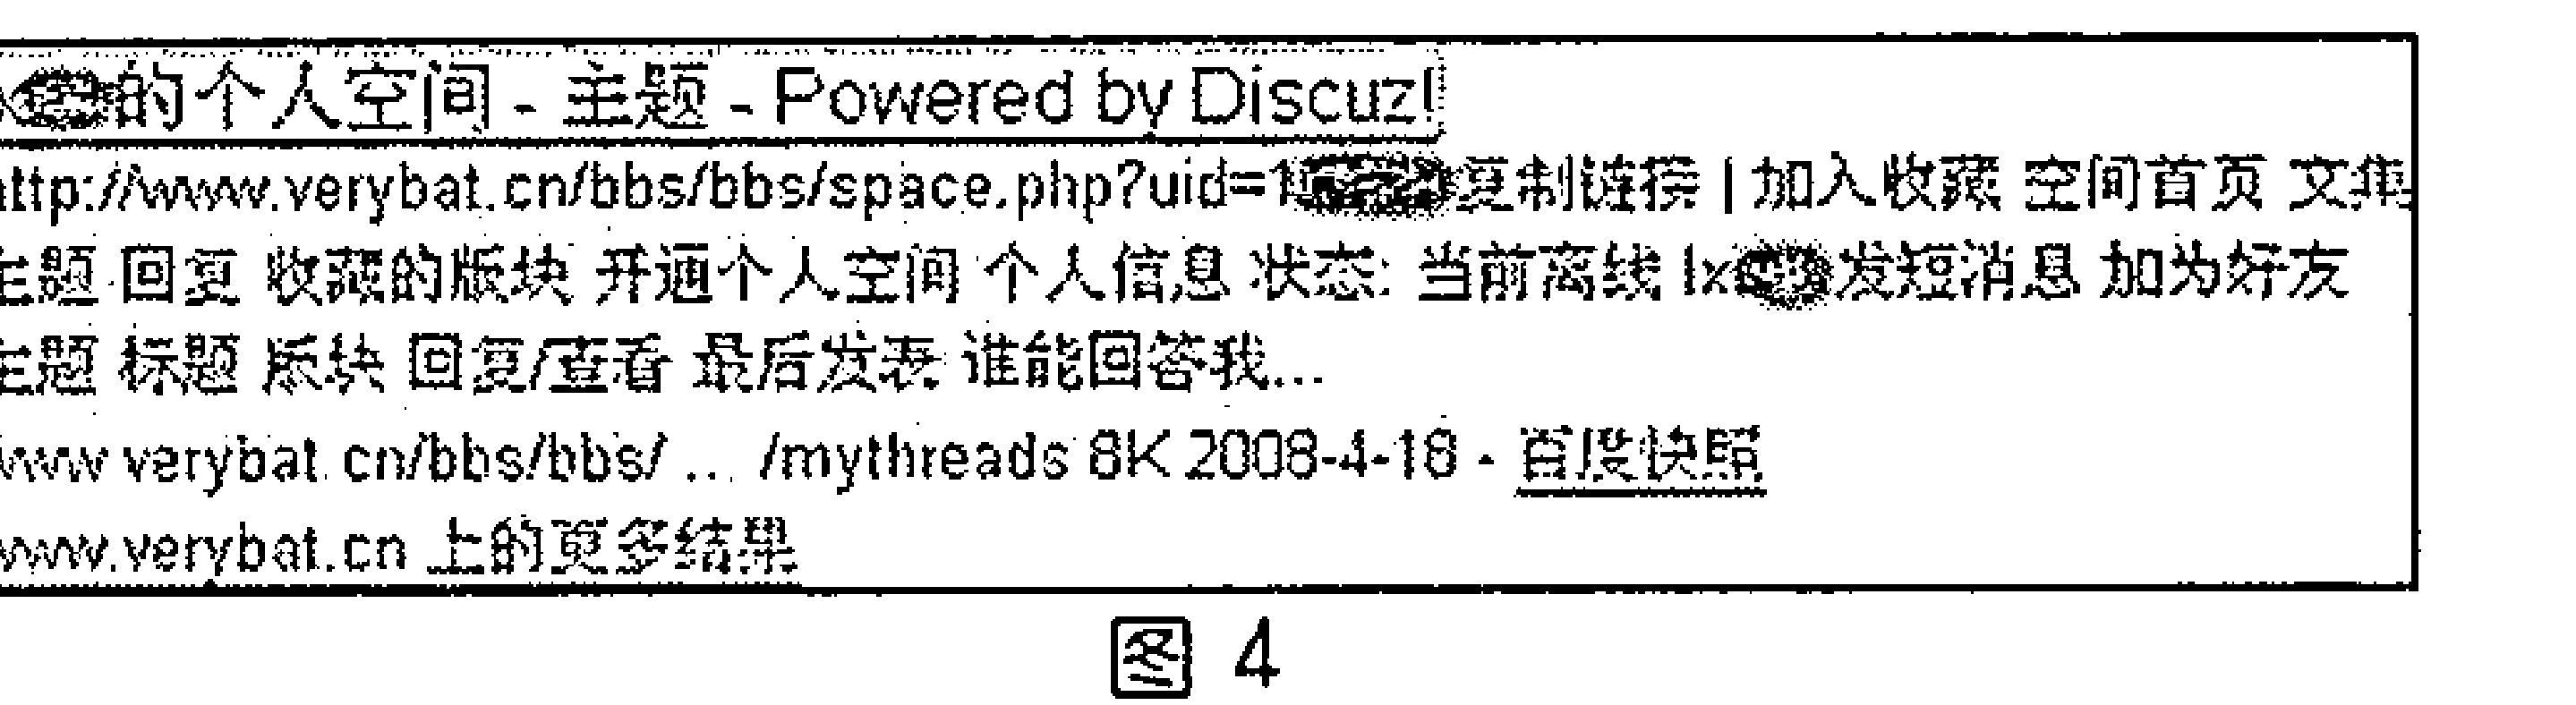 的个人空间 - 主题 - Powered by Discuz!
http://www.verybat.cn/bbs/bbs/space.php?uid=1 复制链接 | 加入收藏 空间首页 文集
主题 回复 收藏的版块 开通个人空间 个人信息 状态: 当前离线 lx 发短消息 加为好友
主题 标题 版块 回复/查看 最后发表 谁能回答我...
www.verybat.cn/bbs/bbs/ ... /mythreads 8K 2008-4-18 - 百度快照
www.verybat.cn 上的更多结果
图 4